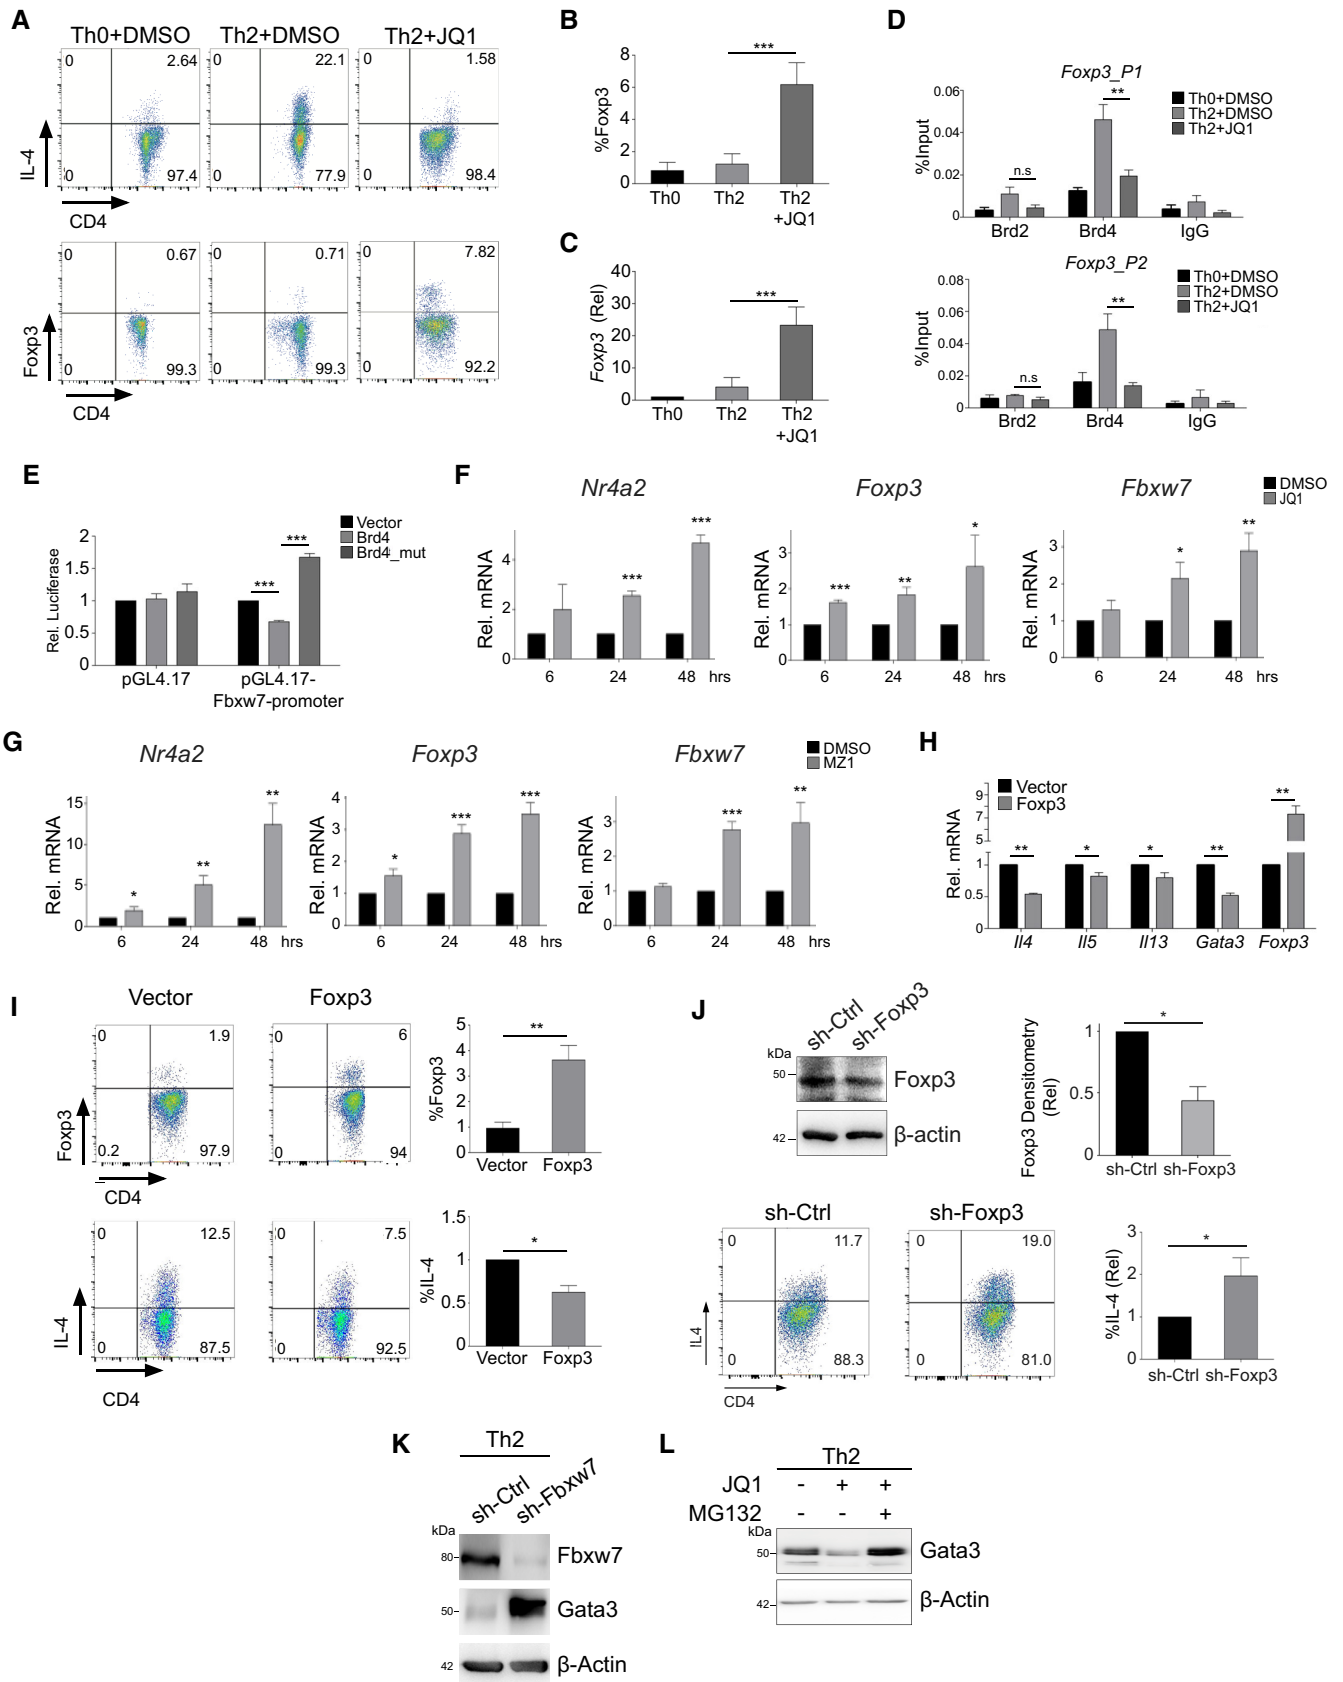 A
Th0+DMSO Th2+DMSO Th2+JQ1
0 2.64 0 22.1 0 1.58
IL-4
0 97.4 0 77.9 0 98.4
CD4
0 0.67 0 0.71 0 7.82
Foxp3
0 99.3 0 99.3 0 92.2
CD4
B
***
%Foxp3
8
6
4
2
0
Th0 Th2 Th2
+JQ1
C
***
Foxp3 (Rel)
40
30
20
10
0
Th0 Th2 Th2
+JQ1
D
Foxp3_P1
Th0+DMSO
Th2+DMSO
Th2+JQ1
%Input
0.06
0.04
0.02
0
n.s
**
Brd2 Brd4 IgG
Foxp3_P2
Th0+DMSO
Th2+DMSO
Th2+JQ1
%Input
0.08
0.06
0.04
0.02
0
n.s
**
Brd2 Brd4 IgG
E
Vector
Brd4
Brd4_mut
Rel. Luciferase
2
1.5
1
0.5
0
***
***
pGL4.17 pGL4.17-
Fbxw7-promoter
F
DMSO
JQ1
Nr4a2
Rel. mRNA
4
2
0
*** ***
6 24 48 hrs
Foxp3
Rel. mRNA
3
2
1
0
*** ** *
6 24 48 hrs
Fbxw7
Rel. mRNA
3
2
1
0
* **
6 24 48 hrs
G
DMSO
MZ1
Nr4a2
Rel. mRNA
15
10
5
0
* ** **
6 24 48 hrs
Foxp3
Rel. mRNA
4
3
2
1
0
* *** ***
6 24 48 hrs
Fbxw7
Rel. mRNA
3
2
1
0
*** **
6 24 48 hrs
H
Vector
Foxp3
Rel. mRNA
9
7
5
1
0.5
0
** * * ** **
Il4 Il5 Il13 Gata3 Foxp3
I
Vector Foxp3
0 1.9 0 6
Foxp3
0.2 97.9 0 94
CD4
%Foxp3
5
4
3
2
1
0
**
Vector Foxp3
0 12.5 0 7.5
IL-4
0 87.5 0 92.5
CD4
%IL-4
1.5
1
0.5
0
*
Vector Foxp3
J
sh-Ctrl sh-Foxp3
kDa
50 Foxp3
42 β-actin
Foxp3 Densitometry
(Rel)
1
0.5
0
*
sh-Ctrl sh-Foxp3
sh-Ctrl sh-Foxp3
0 11.7 0 19.0
IL4
0 88.3 0 81.0
CD4
%IL-4 (Rel)
3
2
1
0
*
sh-Ctrl sh-Foxp3
K
Th2
sh-Ctrl sh-Fbxw7
kDa
80 Fbxw7
50 Gata3
42 β-Actin
L
Th2
JQ1 - + +
MG132 - - +
kDa
50 Gata3
42 β-Actin